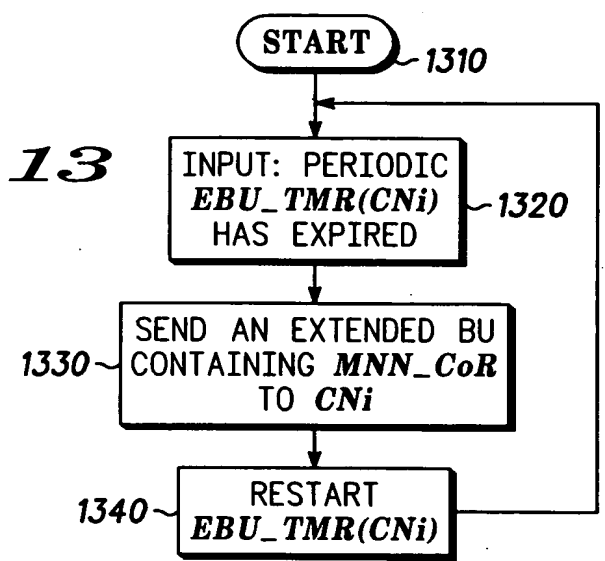 START
1310
13
INPUT: PERIODIC
EBU_TMR(CNi)
HAS EXPIRED
1320
SEND AN EXTENDED BU
CONTAINING MNN_CoR
TO CNi
1330
RESTART
EBU_TMR(CNi)
1340